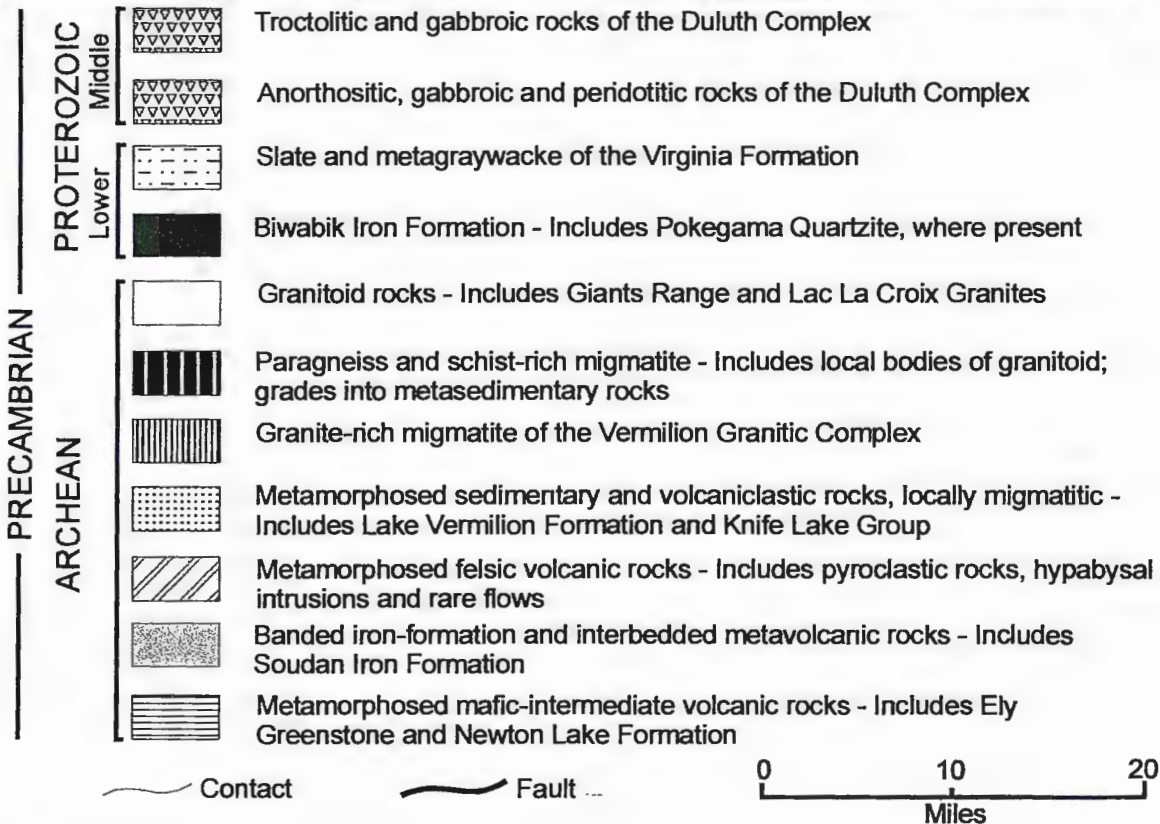 PRECAMBRIAN
PROTEROZOIC
Middle
Troctolitic and gabbroic rocks of the Duluth Complex
Anorthositic, gabbroic and peridotitic rocks of the Duluth Complex
Lower
Slate and metagraywacke of the Virginia Formation
Biwabik Iron Formation - Includes Pokegama Quartzite, where present
ARCHEAN
Granitoid rocks - Includes Giants Range and Lac La Croix Granites
Paragneiss and schist-rich migmatite - Includes local bodies of granitoid;
grades into metasedimentary rocks
Granite-rich migmatite of the Vermilion Granitic Complex
Metamorphosed sedimentary and volcaniclastic rocks, locally migmatitic -
Includes Lake Vermilion Formation and Knife Lake Group
Metamorphosed felsic volcanic rocks - Includes pyroclastic rocks, hypabysal
intrusions and rare flows
Banded iron-formation and interbedded metavolcanic rocks - Includes
Soudan Iron Formation
Metamorphosed mafic-intermediate volcanic rocks - Includes Ely
Greenstone and Newton Lake Formation
Contact
Fault
0 10 20
Miles